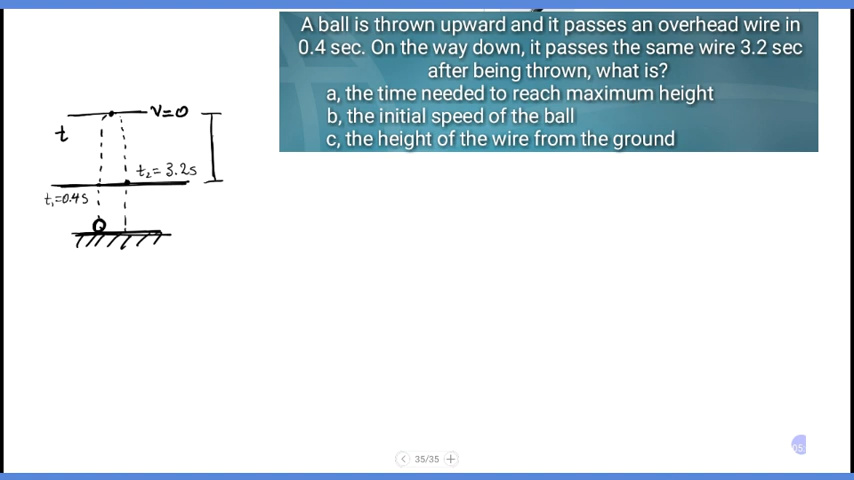 A ball is thrown upward and it passes an overhead wire in
0.4 sec. On the way down, it passes the same wire 3.2 sec
after being thrown, what is?
a, the time needed to reach maximum height
b, the initial speed of the ball
c, the height of the wire from the ground
v=0
t
t₂=3.2s
t₁=0.4s
35/35